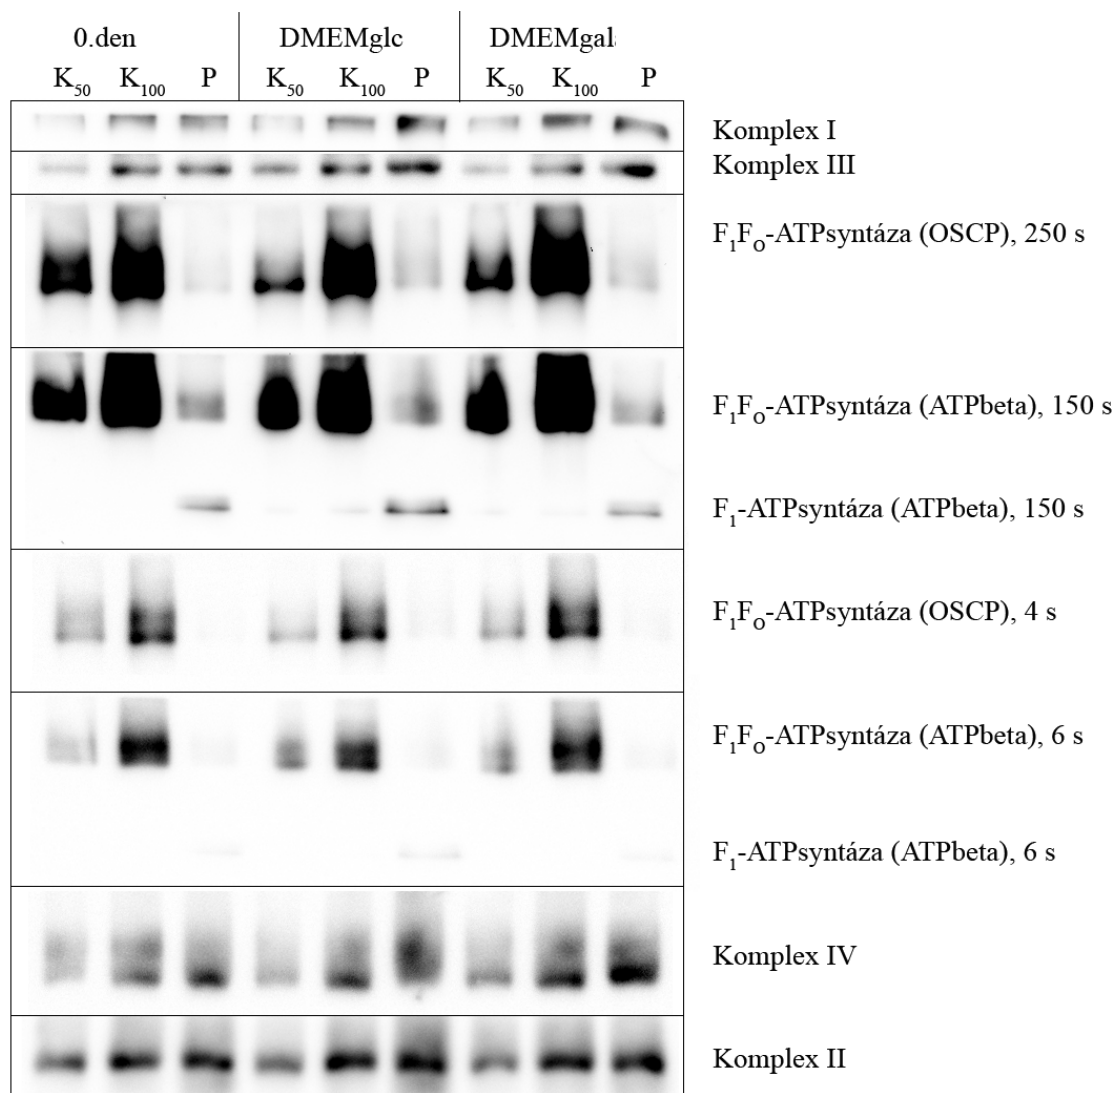 0.den DMEMglc DMEMgal
K50 K100 P K50 K100 P K50 K100 P
Komplex I
Komplex III
F1FO-ATPsyntáza (OSCP), 250 s
F1FO-ATPsyntáza (ATPbeta), 150 s
F1-ATPsyntáza (ATPbeta), 150 s
F1FO-ATPsyntáza (OSCP), 4 s
F1FO-ATPsyntáza (ATPbeta), 6 s
F1-ATPsyntáza (ATPbeta), 6 s
Komplex IV
Komplex II